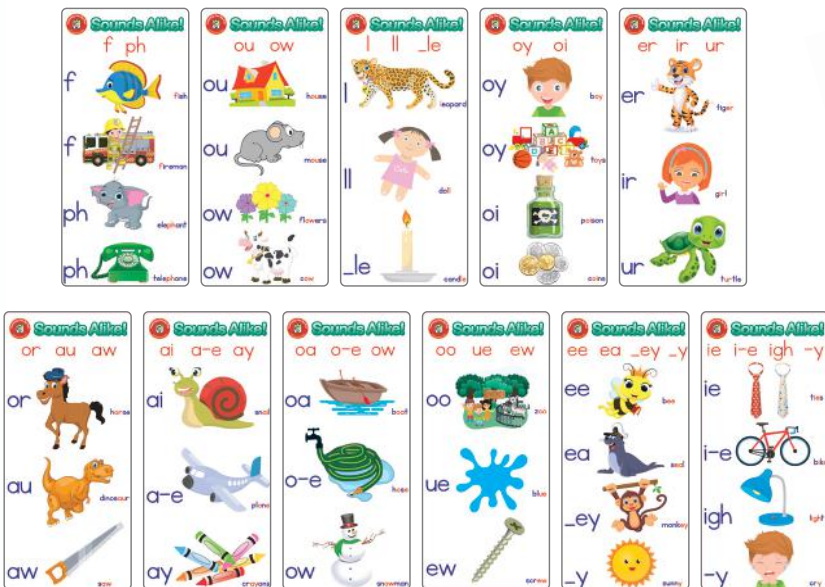 Sounds Alike!
f ph
f
fish
f
fireman
ph
elephant
ph
telephone
Sounds Alike!
ou ow
ou
house
ou
mouse
ow
flowers
ow
cow
Sounds Alike!
l ll _le
l
leopard
ll
doll
_le
candle
Sounds Alike!
oy oi
oy
boy
oy
toys
oi
poison
oi
coins
Sounds Alike!
er ir ur
er
tiger
ir
girl
ur
turtle
Sounds Alike!
or au aw
or
horse
au
dinosaur
aw
saw
Sounds Alike!
ai a-e ay
ai
snail
a-e
plane
ay
crayons
Sounds Alike!
oa o-e ow
oa
boat
o-e
hose
ow
snowman
Sounds Alike!
oo ue ew
oo
zoo
ue
blue
ew
screw
Sounds Alike!
ee ea _ey _y
ee
bee
ea
seal
_ey
monkey
_y
sunny
Sounds Alike!
ie i-e igh -y
ie
ties
i-e
bike
igh
light
-y
cry